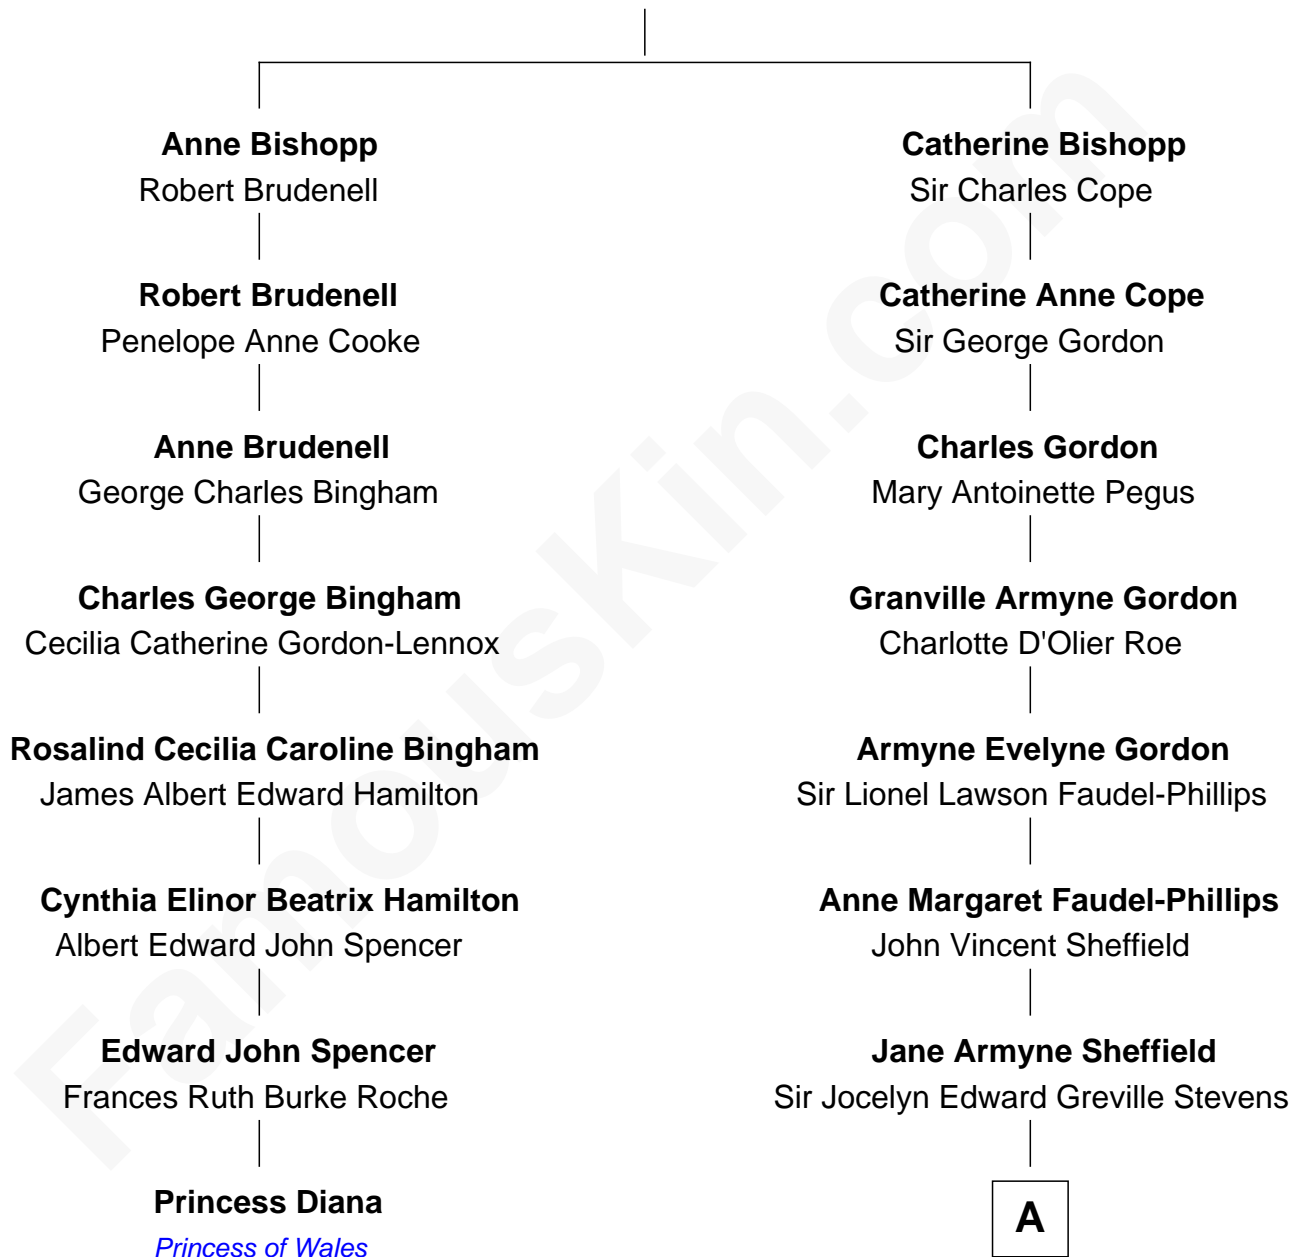 Anne Bishopp
Robert Brudenell
Robert Brudenell
Penelope Anne Cooke
Anne Brudenell
George Charles Bingham
Charles George Bingham
Cecilia Catherine Gordon-Lennox
Rosalind Cecilia Caroline Bingham
James Albert Edward Hamilton
Cynthia Elinor Beatrix Hamilton
Albert Edward John Spencer
Edward John Spencer
Frances Ruth Burke Roche
Princess Diana
Princess of Wales
Catherine Bishopp
Sir Charles Cope
Catherine Anne Cope
Sir George Gordon
Charles Gordon
Mary Antoinette Pegus
Granville Armyne Gordon
Charlotte D'Olier Roe
Armyne Evelyne Gordon
Sir Lionel Lawson Faudel-Phillips
Anne Margaret Faudel-Phillips
John Vincent Sheffield
Jane Armyne Sheffield
Sir Jocelyn Edward Greville Stevens
A
FamousKin.com